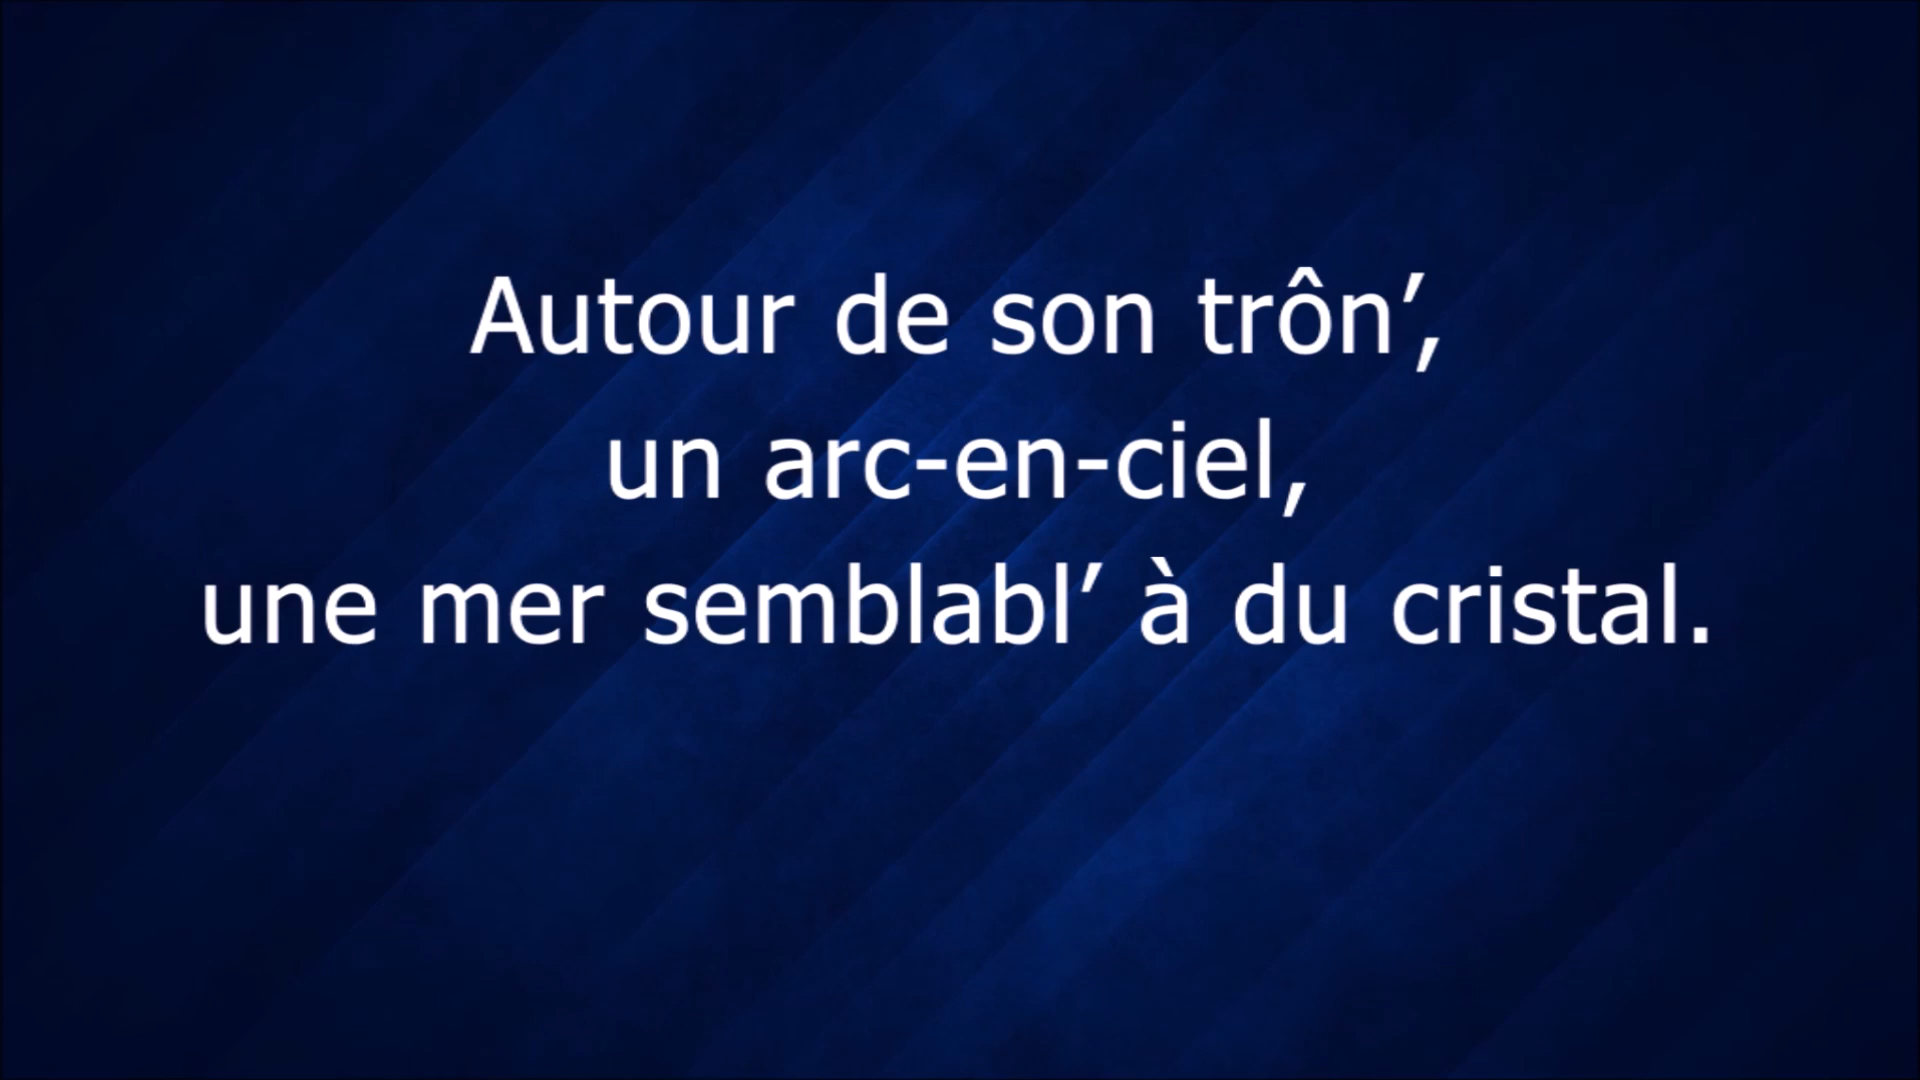 Autour de son trôn’,
un arc-en-ciel,
une mer semblabl’ à du cristal.